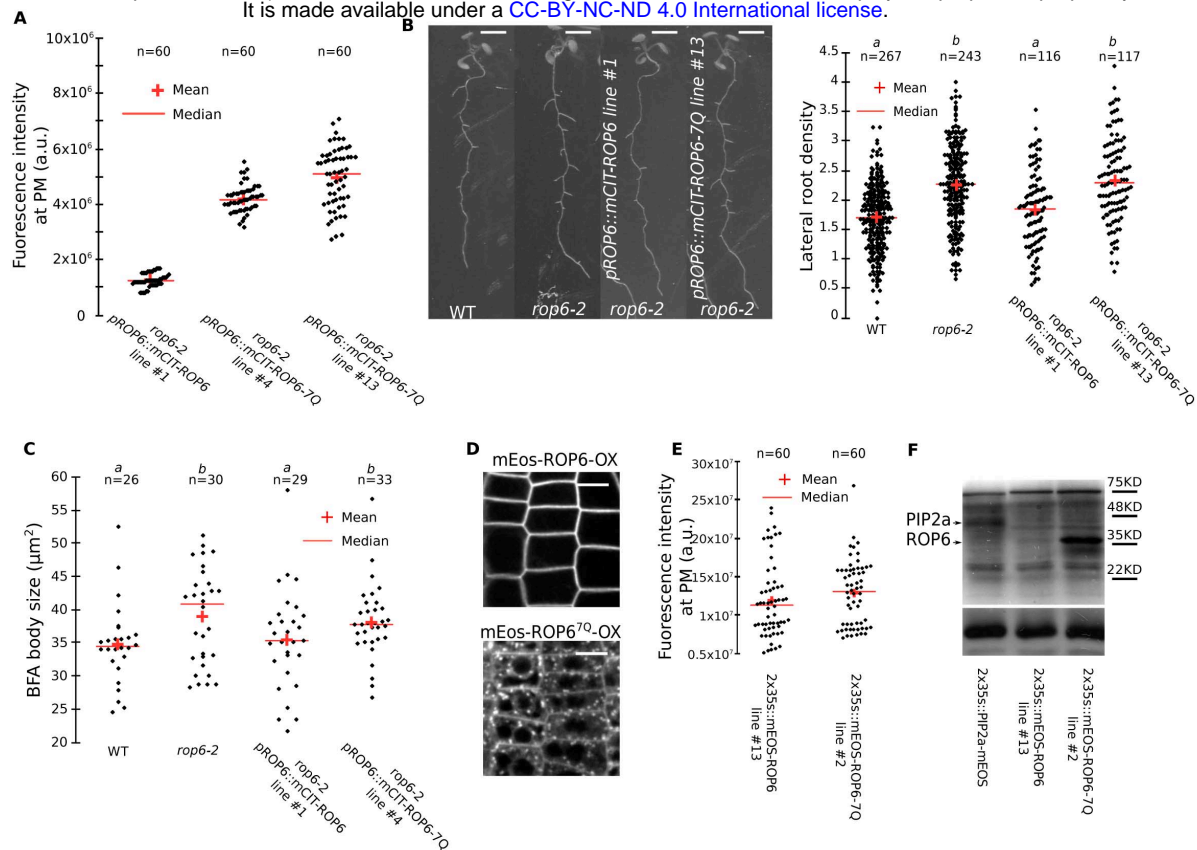 It is made available under a CC-BY-NC-ND 4.0 International license.
A
Fuorescence intensity
at PM (a.u.)
10x10⁶
8x10⁶
6x10⁶
4x10⁶
2x10⁶
0
n=60
n=60
n=60
Mean
Median
rop6-2
pROP6::mCIT-ROP6
line #1
rop6-2
pROP6::mCIT-ROP6-7Q
line #4
rop6-2
pROP6::mCIT-ROP6-7Q
line #13
B
WT
rop6-2
pROP6::mCIT-ROP6 line #1
rop6-2
pROP6::mCIT-ROP6-7Q line #13
rop6-2
Lateral root density
4.5
4
3.5
3
2.5
2
1.5
1
0.5
0
a
n=267
b
n=243
a
n=116
b
n=117
Mean
Median
WT
rop6-2
rop6-2
pROP6::mCIT-ROP6
line #1
rop6-2
pROP6::mCIT-ROP6-7Q
line #13
C
BFA body size (µm²)
60
55
50
45
40
35
30
25
20
a
n=26
b
n=30
a
n=29
b
n=33
Mean
Median
WT
rop6-2
rop6-2
pROP6::mCIT-ROP6
line #1
rop6-2
pROP6::mCIT-ROP6-7Q
line #4
D
mEos-ROP6-OX
mEos-ROP6⁷Q-OX
E
Fuorescence intensity
at PM (a.u.)
30x10⁷
25x10⁷
20x10⁷
15x10⁷
1x10⁷
0.5x10⁷
n=60
n=60
Mean
Median
2x35s::mEOS-ROP6
line #13
2x35s::mEOS-ROP6-7Q
line #2
F
PIP2a
ROP6
75KD
48KD
35KD
22KD
2x35s::PIP2a-mEOS
2x35s::mEOS-ROP6
line #13
2x35s::mEOS-ROP6-7Q
line #2